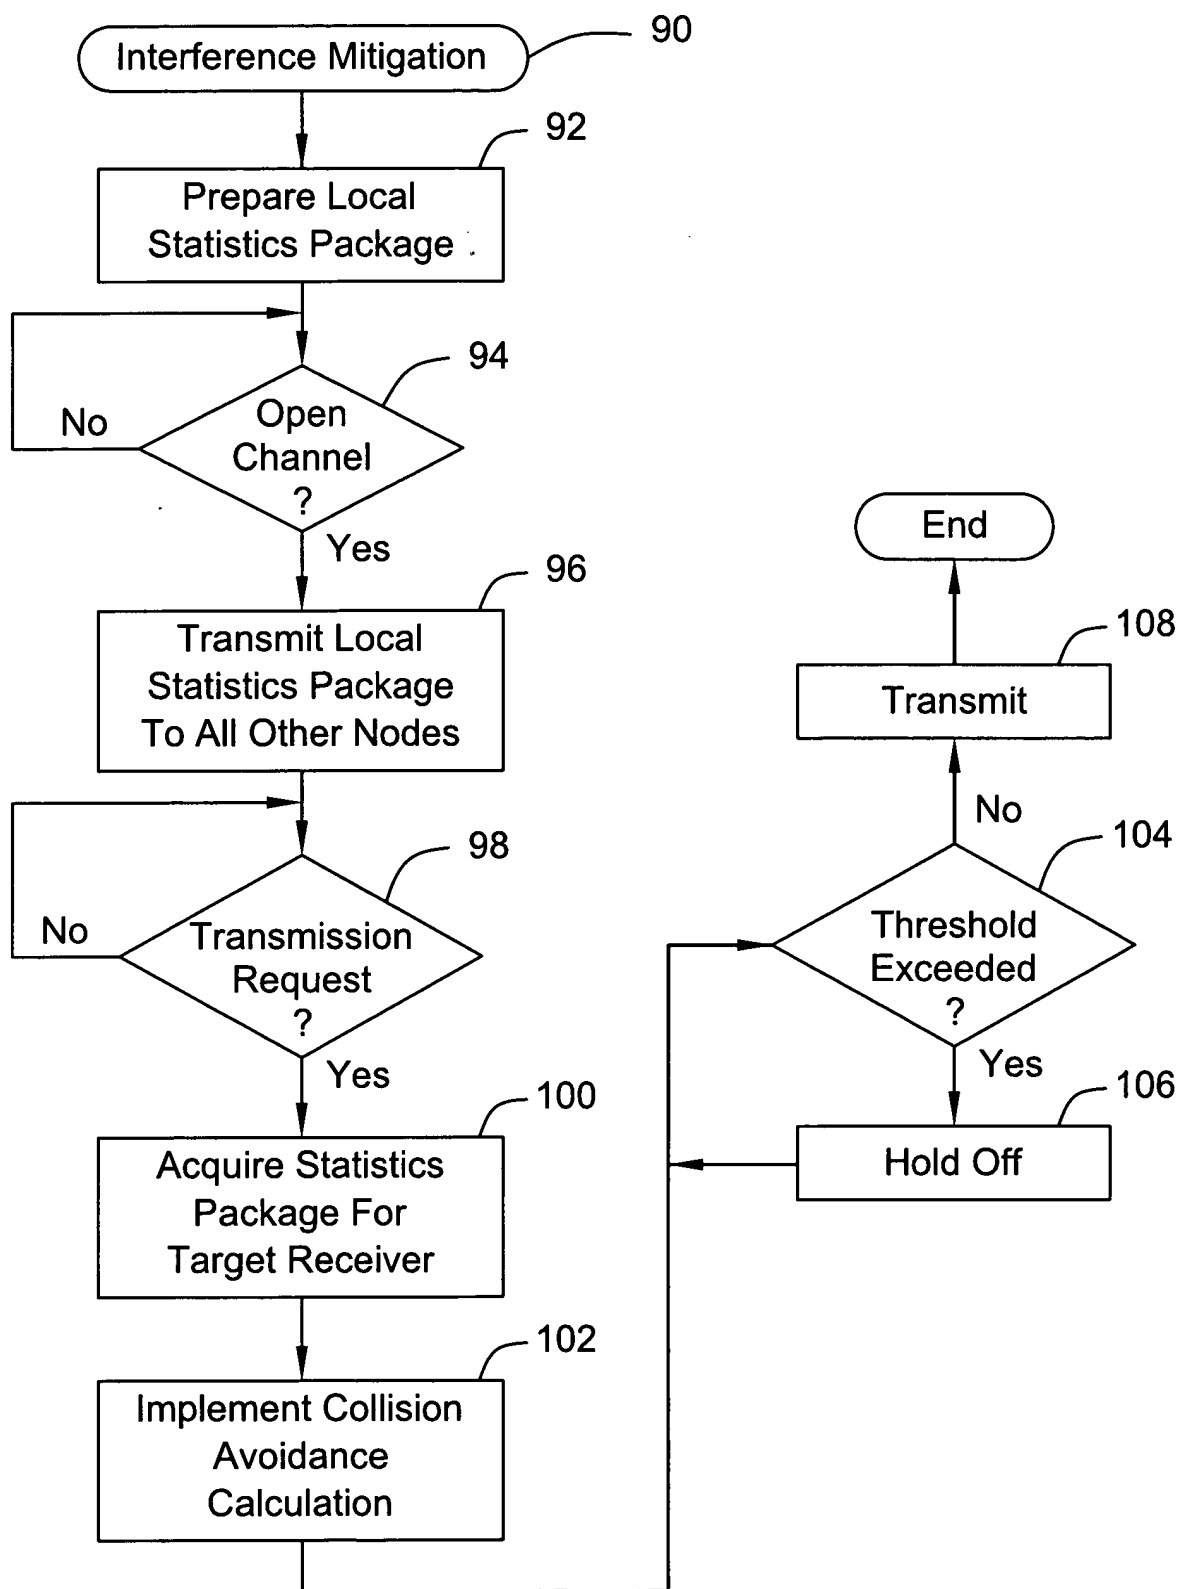 Interference Mitigation
90
92
Prepare Local
Statistics Package
94
Open
Channel
?
No
Yes
96
Transmit Local
Statistics Package
To All Other Nodes
98
Transmission
Request
?
No
Yes
100
Acquire Statistics
Package For
Target Receiver
102
Implement Collision
Avoidance
Calculation
104
Threshold
Exceeded
?
Yes
106
Hold Off
No
108
Transmit
End